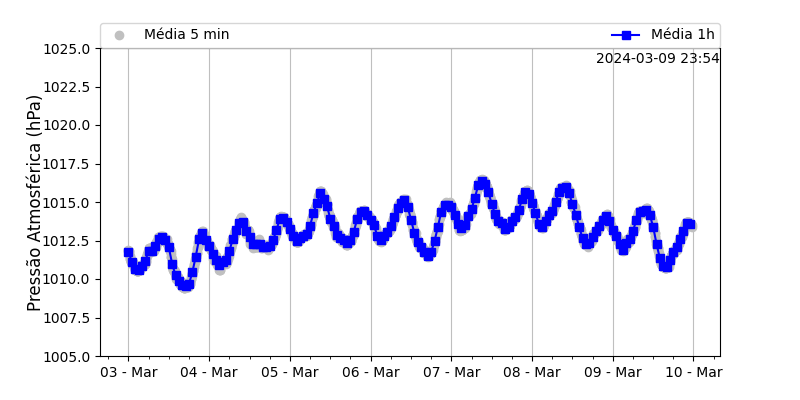 Média 5 min
Média 1h
2024-03-09 23:54
Pressão Atmosférica (hPa)
1025.0
1022.5
1020.0
1017.5
1015.0
1012.5
1010.0
1007.5
1005.0
03 - Mar
04 - Mar
05 - Mar
06 - Mar
07 - Mar
08 - Mar
09 - Mar
10 - Mar